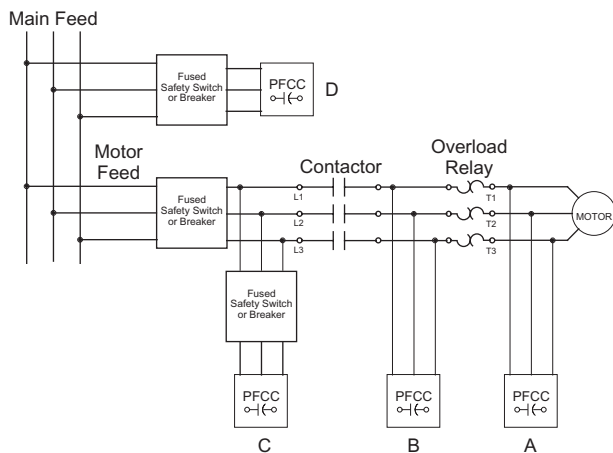 Main Feed
Fused
Safety Switch
or Breaker
PFCC
D
Motor
Feed
Fused
Safety Switch
or Breaker
Contactor
Overload
Relay
L1
L2
L3
T1
T2
T3
MOTOR
Fused
Safety Switch
or Breaker
PFCC
PFCC
PFCC
C
B
A